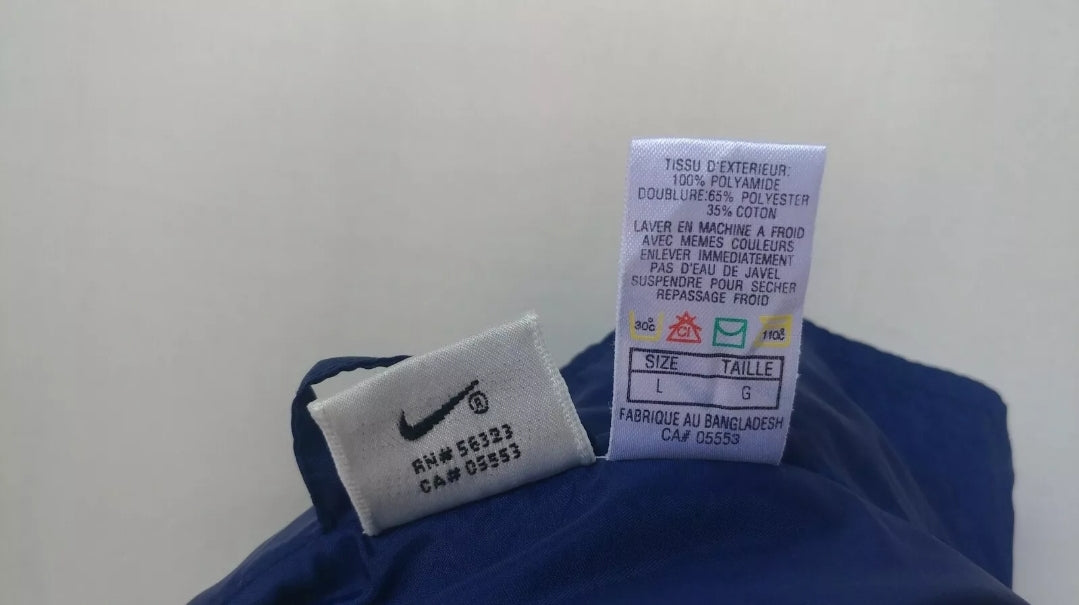 TISSU D'EXTERIEUR:
100% POLYAMIDE
DOUBLURE:65% POLYESTER
35% COTON
LAVER EN MACHINE A FROID
AVEC MEMES COULEURS
ENLEVER IMMEDIATEMENT
PAS D'EAU DE JAVEL
SUSPENDRE POUR SECHER
REPASSAGE FROID
30°C Cl 110°C
SIZE TAILLE
L G
FABRIQUE AU BANGLADESH
CA# 05553
®
RN# 56323
CA# 05553